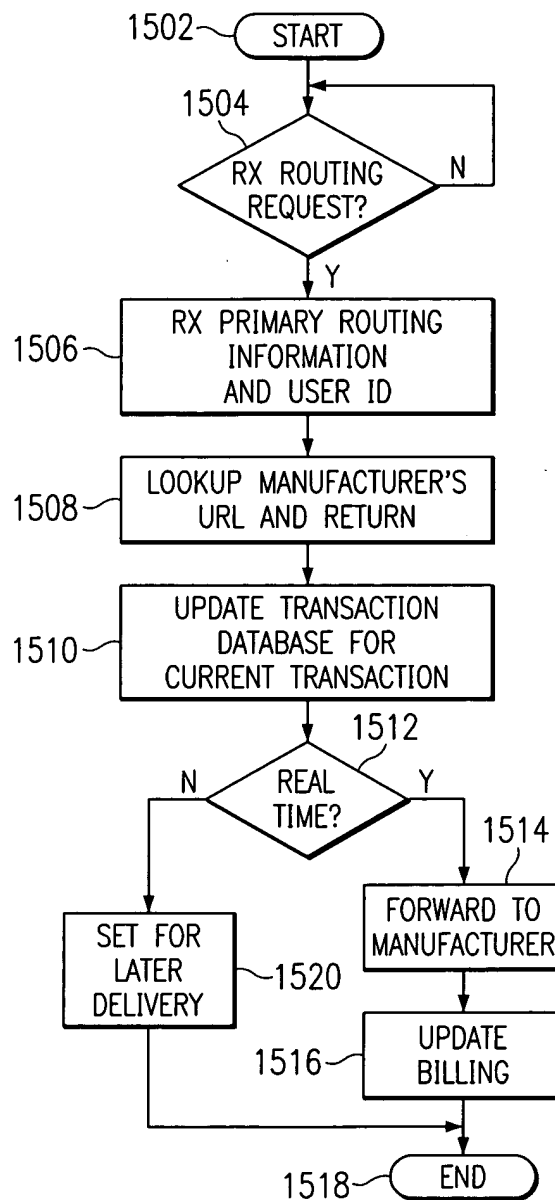 1502
START
1504
RX ROUTING
REQUEST?
N
Y
1506
RX PRIMARY ROUTING
INFORMATION
AND USER ID
1508
LOOKUP MANUFACTURER'S
URL AND RETURN
1510
UPDATE TRANSACTION
DATABASE FOR
CURRENT TRANSACTION
1512
REAL
TIME?
N
Y
1514
FORWARD TO
MANUFACTURER
SET FOR
LATER
DELIVERY
1520
1516
UPDATE
BILLING
1518
END